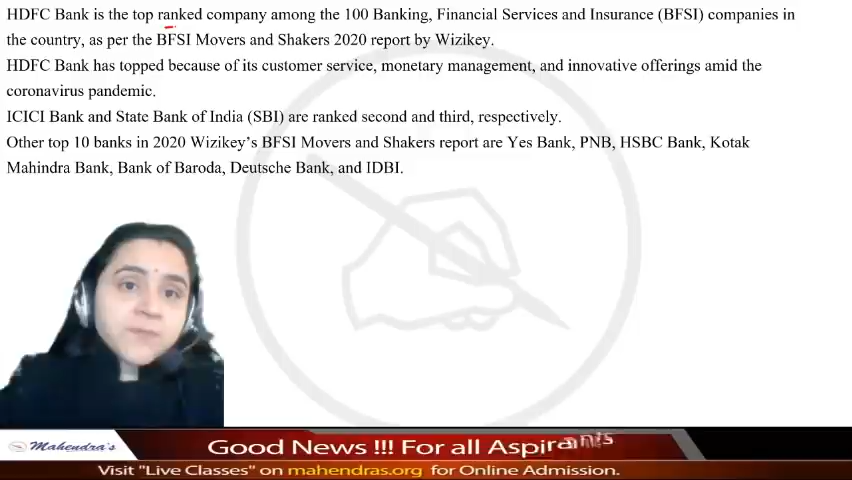 HDFC Bank is the top ranked company among the 100 Banking, Financial Services and Insurance (BFSI) companies in
the country, as per the BFSI Movers and Shakers 2020 report by Wizikey.
HDFC Bank has topped because of its customer service, monetary management, and innovative offerings amid the
coronavirus pandemic.
ICICI Bank and State Bank of India (SBI) are ranked second and third, respectively.
Other top 10 banks in 2020 Wizikey's BFSI Movers and Shakers report are Yes Bank, PNB, HSBC Bank, Kotak
Mahindra Bank, Bank of Baroda, Deutsche Bank, and IDBI.
Mahendra's
Good News !!! For all Aspirants
Visit "Live Classes" on mahendras.org for Online Admission.